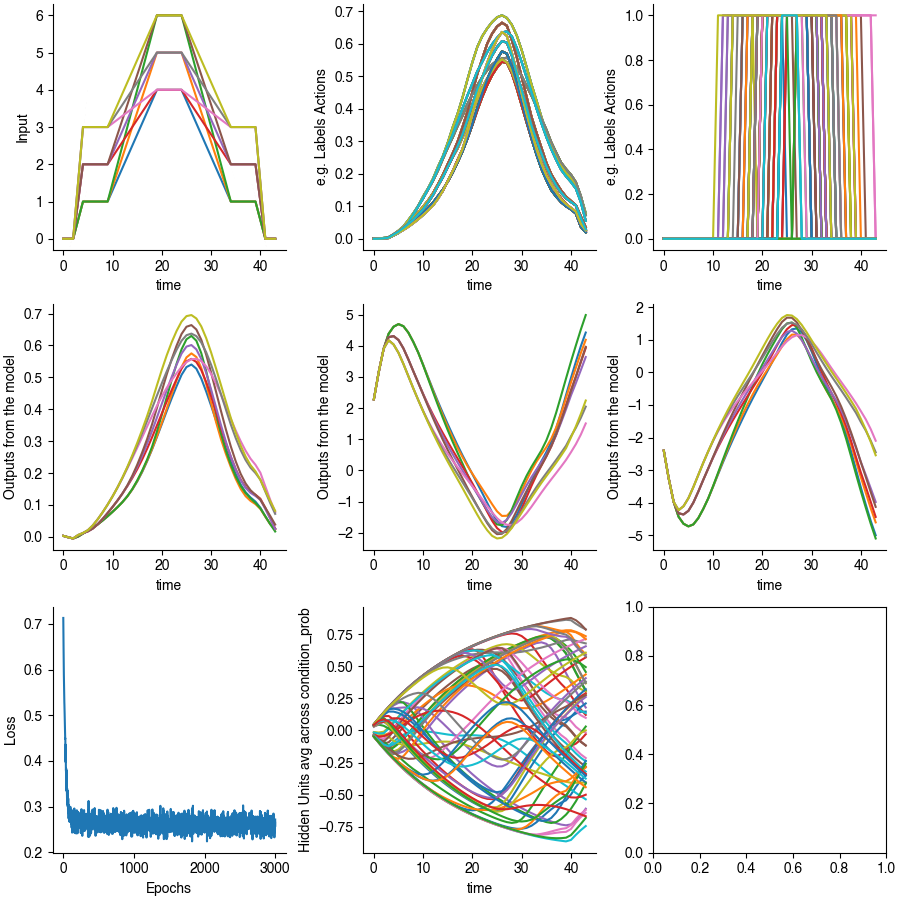 Input
6
5
4
3
2
1
0
0 10 20 30 40
time
e.g. Labels Actions
0.7
0.6
0.5
0.4
0.3
0.2
0.1
0.0
0 10 20 30 40
time
e.g. Labels Actions
1.0
0.8
0.6
0.4
0.2
0.0
0 10 20 30 40
time
Outputs from the model
0.7
0.6
0.5
0.4
0.3
0.2
0.1
0.0
0 10 20 30 40
time
Outputs from the model
5
4
3
2
1
0
−1
−2
0 10 20 30 40
time
Outputs from the model
2
1
0
−1
−2
−3
−4
−5
0 10 20 30 40
time
Loss
0.7
0.6
0.5
0.4
0.3
0.2
0 1000 2000 3000
Epochs
Hidden Units avg across condition_prob
0.75
0.50
0.25
0.00
−0.25
−0.50
−0.75
0 10 20 30 40
time
1.0
0.8
0.6
0.4
0.2
0.0
0.0 0.2 0.4 0.6 0.8 1.0